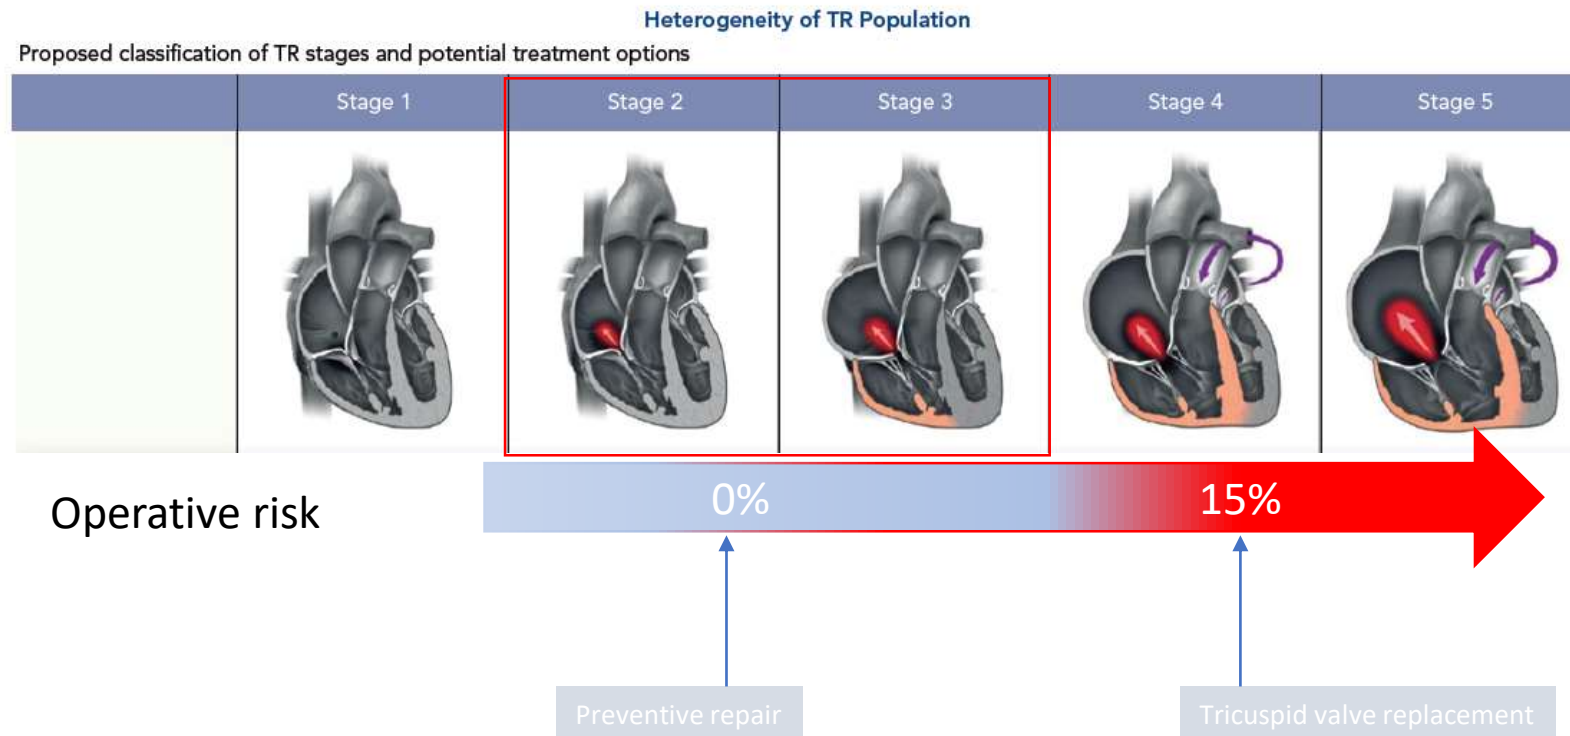 Heterogeneity of TR Population
Proposed classification of TR stages and potential treatment options
Stage 1 Stage 2 Stage 3 Stage 4 Stage 5
Operative risk 0% 15%
Preventive repair Tricuspid valve replacement